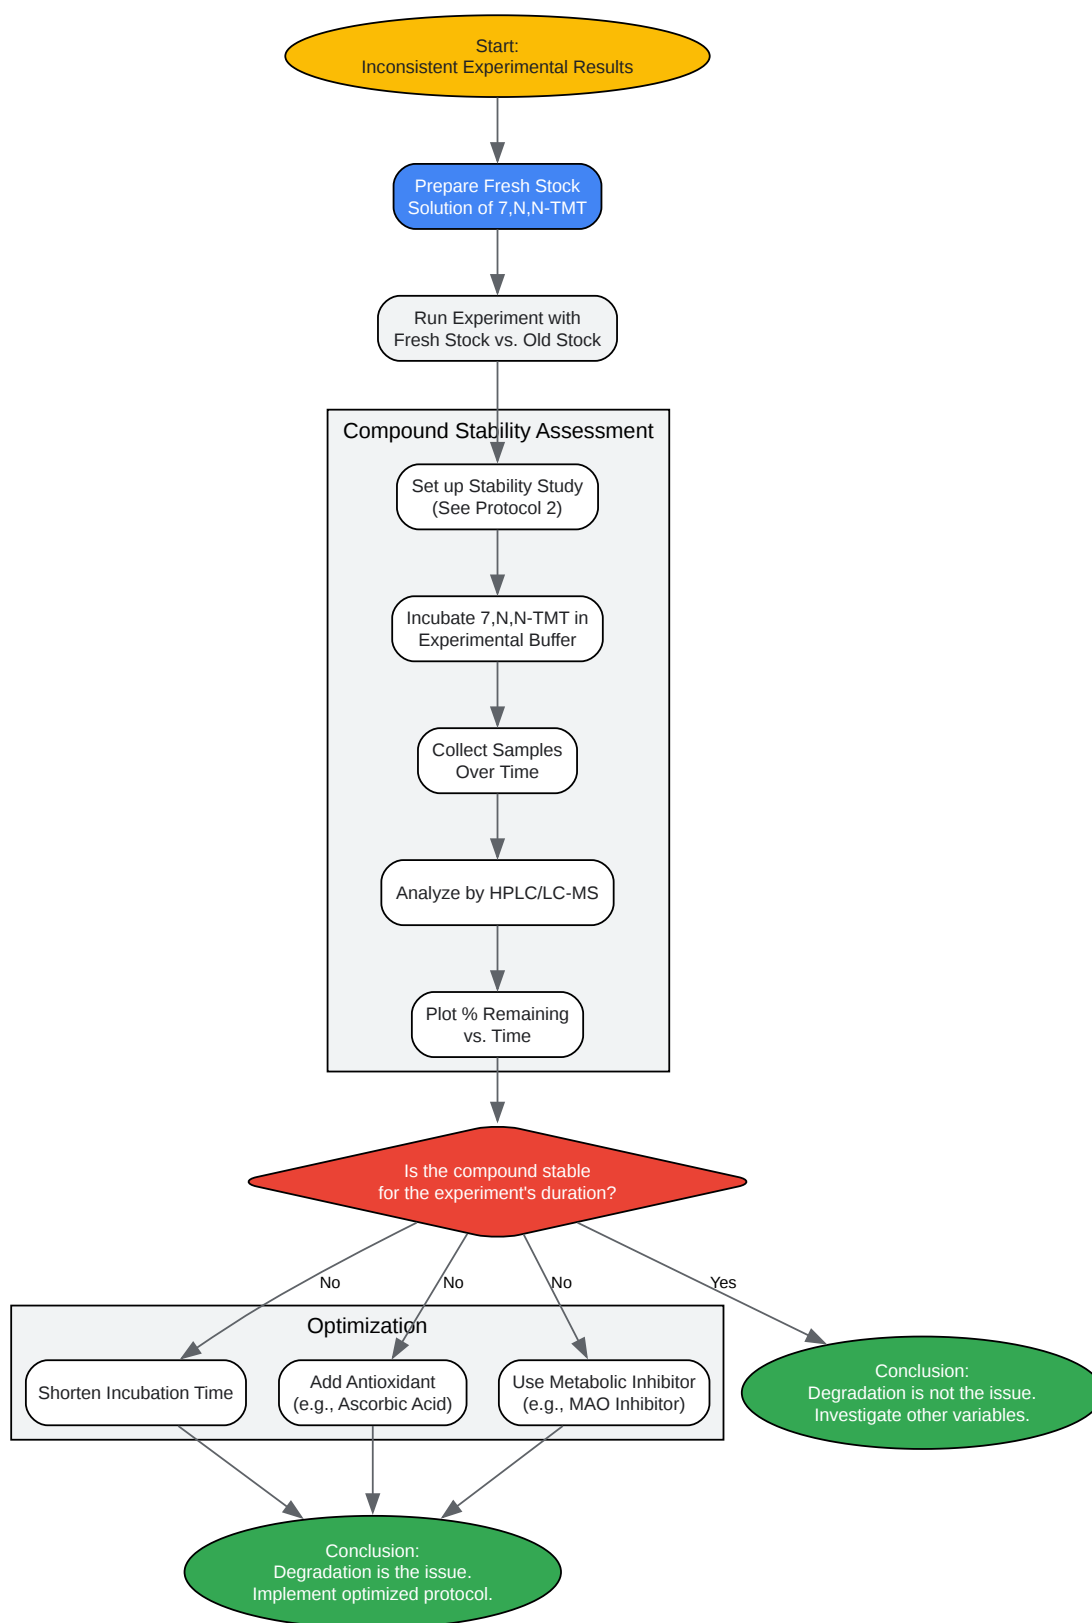 Start:
Inconsistent Experimental Results
Prepare Fresh Stock
Solution of 7,N,N-TMT
Run Experiment with
Fresh Stock vs. Old Stock
Compound Stability Assessment
Set up Stability Study
(See Protocol 2)
Incubate 7,N,N-TMT in
Experimental Buffer
Collect Samples
Over Time
Analyze by HPLC/LC-MS
Plot % Remaining
vs. Time
Is the compound stable
for the experiment's duration?
No
No
No
Yes
Optimization
Shorten Incubation Time
Add Antioxidant
(e.g., Ascorbic Acid)
Use Metabolic Inhibitor
(e.g., MAO Inhibitor)
Conclusion:
Degradation is not the issue.
Investigate other variables.
Conclusion:
Degradation is the issue.
Implement optimized protocol.